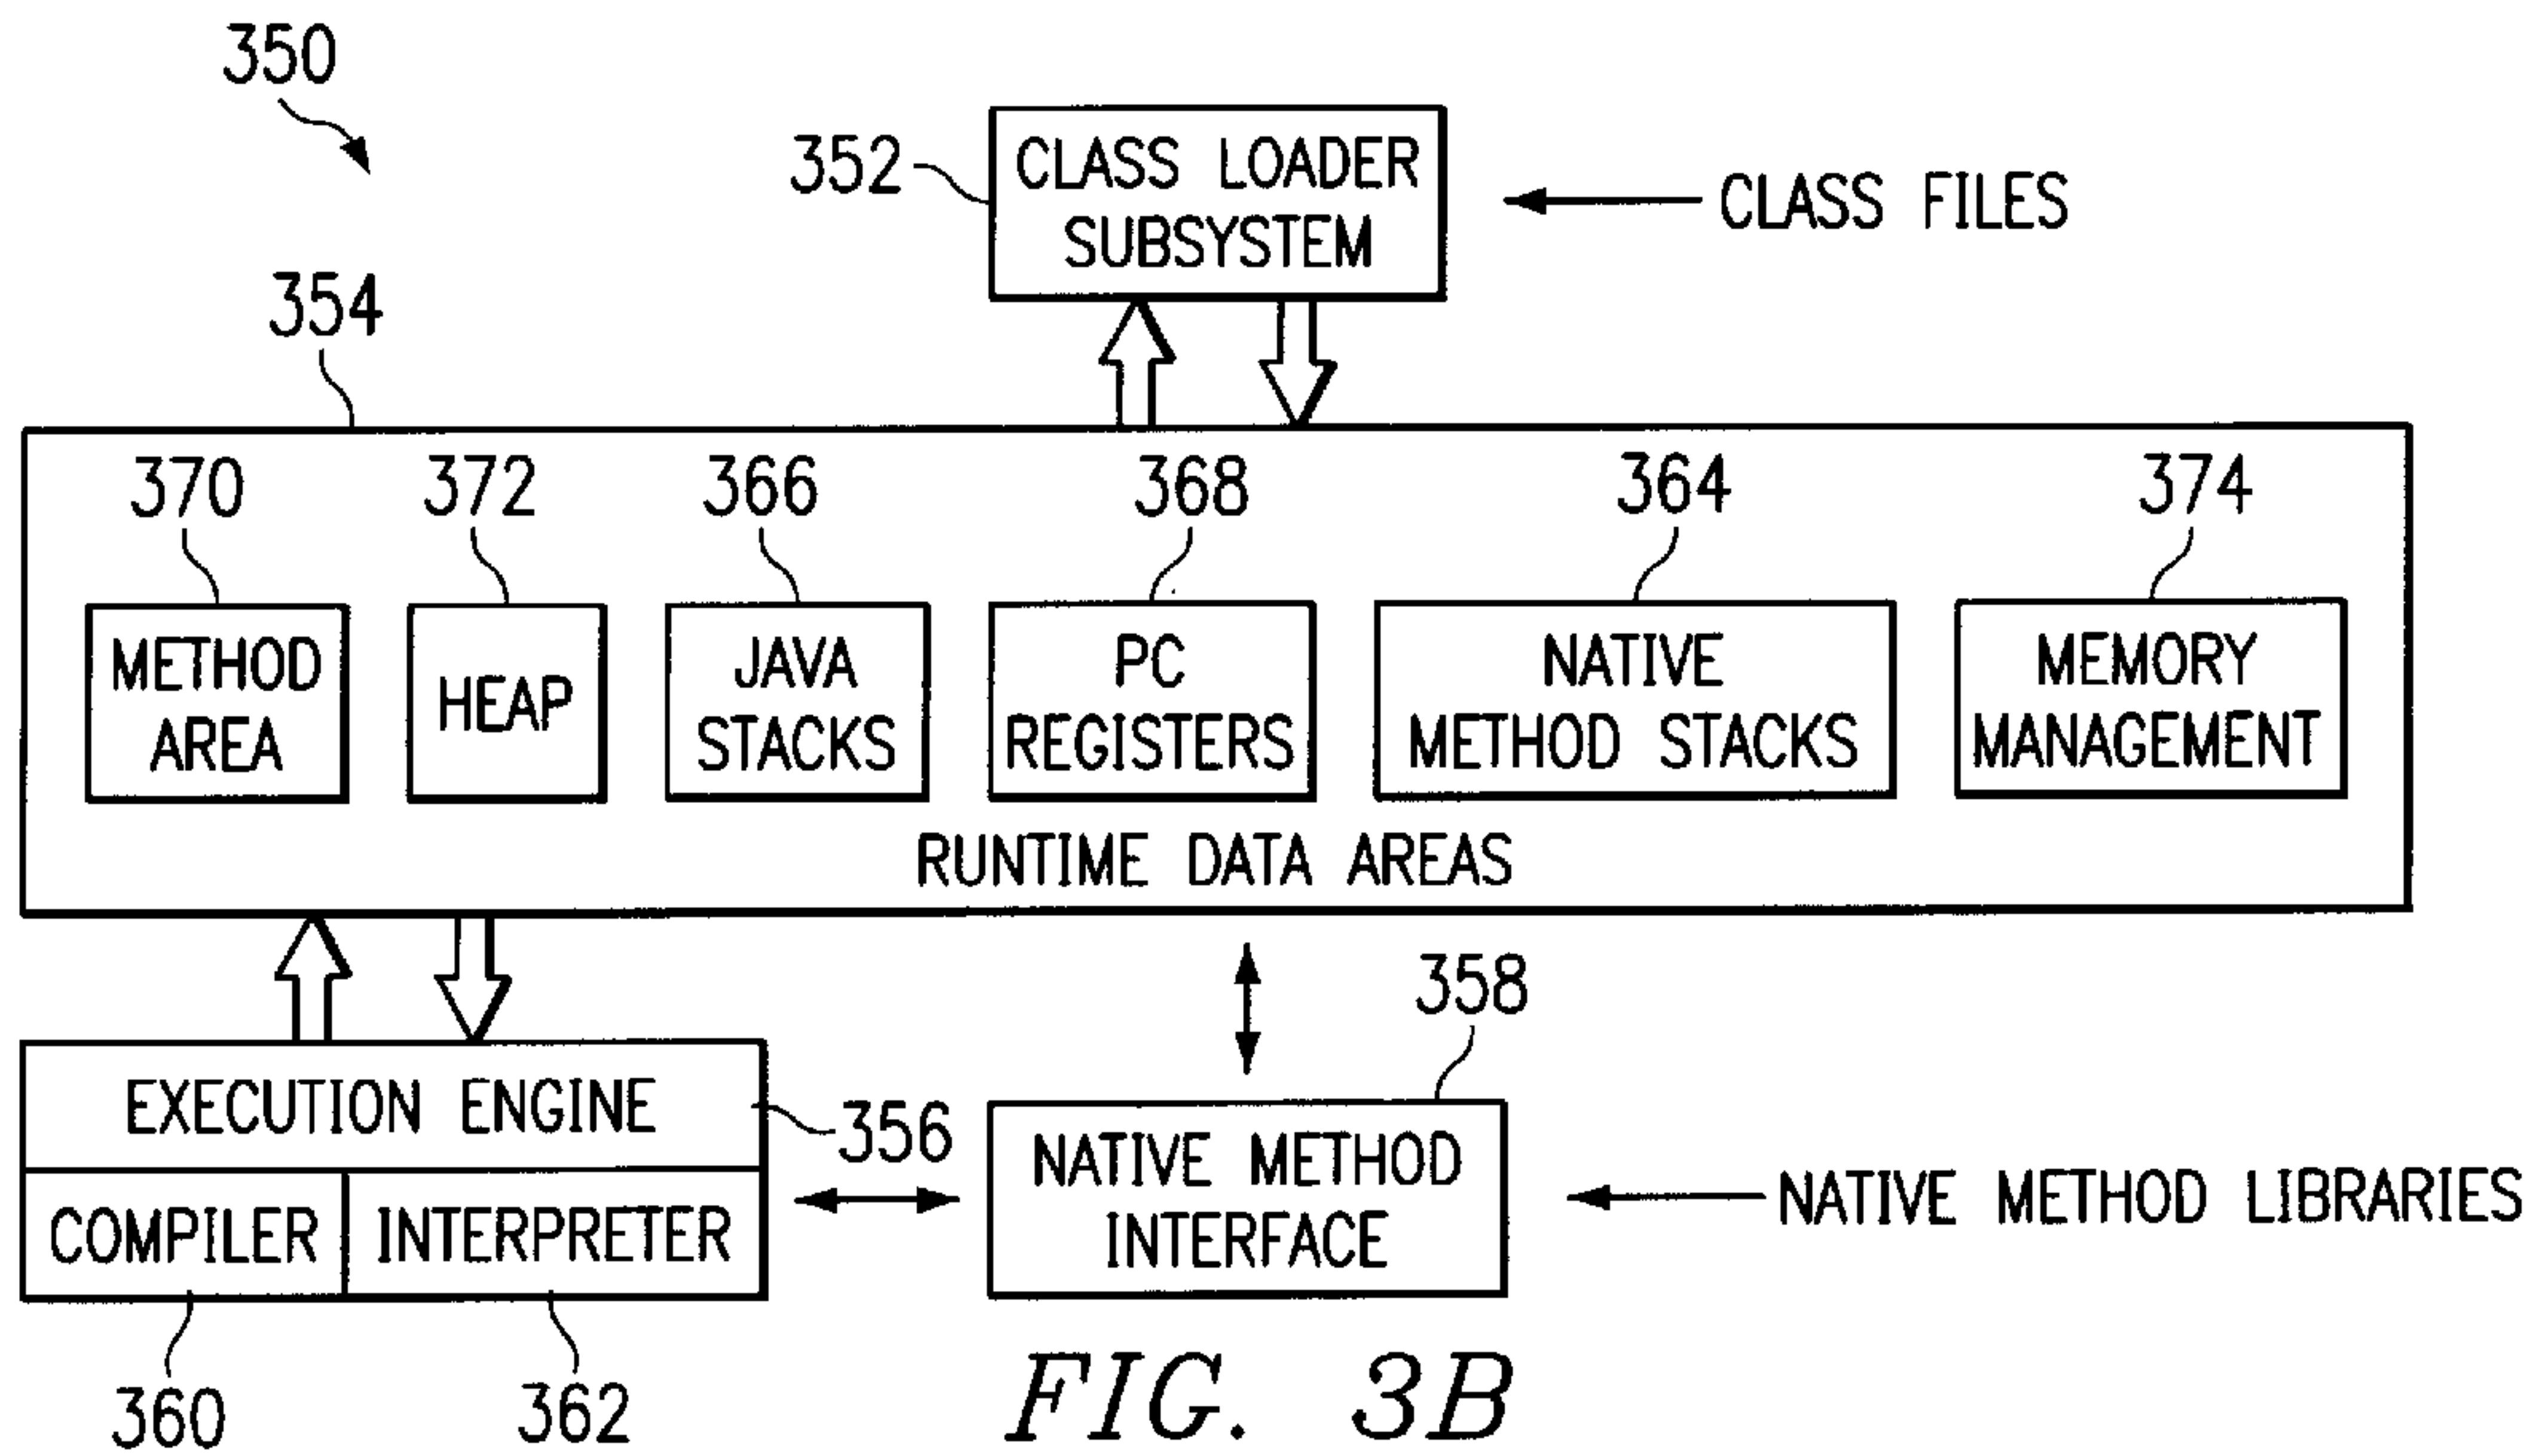 350
352
CLASS LOADER
SUBSYSTEM
CLASS FILES
354
370
372
366
368
364
374
METHOD
AREA
HEAP
JAVA
STACKS
PC
REGISTERS
NATIVE
METHOD STACKS
MEMORY
MANAGEMENT
RUNTIME DATA AREAS
EXECUTION ENGINE
356
COMPILER
INTERPRETER
360
362
358
NATIVE METHOD
INTERFACE
NATIVE METHOD LIBRARIES
FIG. 3B